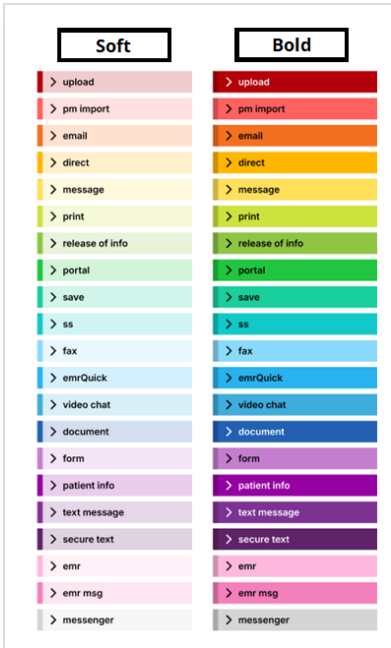 Soft
upload
pm import
email
direct
message
print
release of info
portal
save
ss
fax
emrQuick
video chat
document
form
patient info
text message
secure text
emr
emr msg
messenger
Bold
upload
pm import
email
direct
message
print
release of info
portal
save
ss
fax
emrQuick
video chat
document
form
patient info
text message
secure text
emr
emr msg
messenger